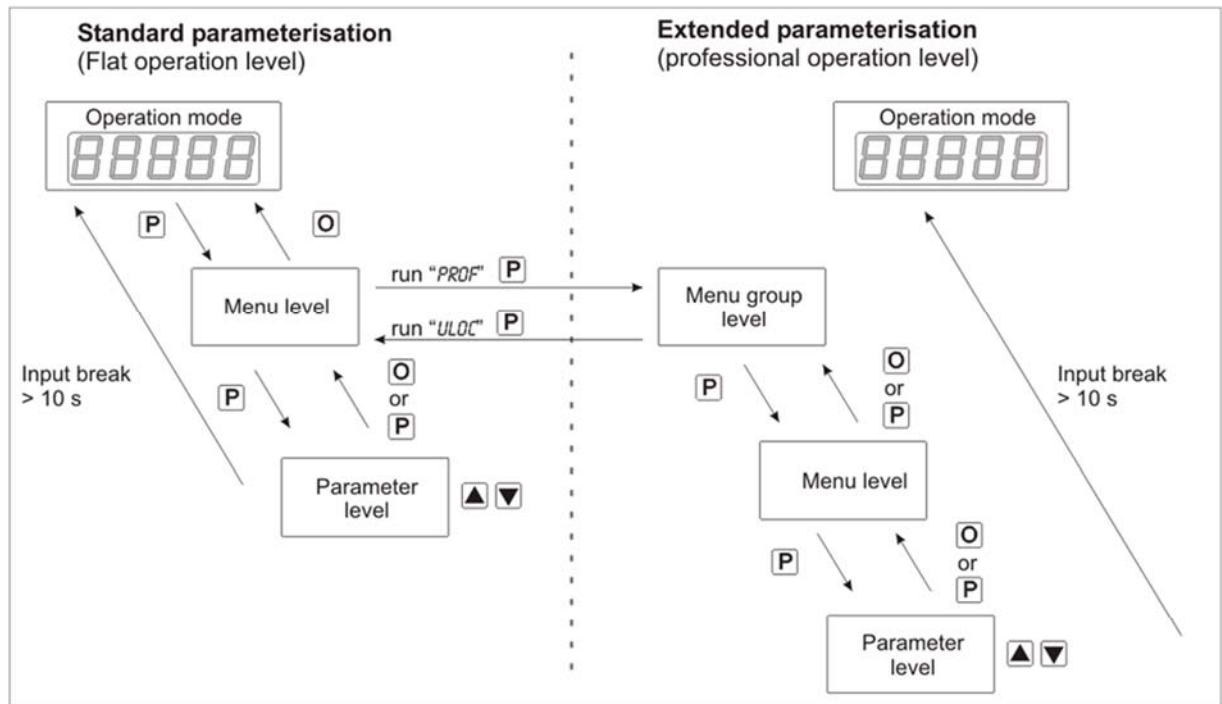 Standard parameterisation
(Flat operation level)
Operation mode
88888
P
O
Menu level
run "PROF" P
run "ULOC" P
Input break
> 10 s
P
O
or
P
Parameter
level
▲ ▼
Extended parameterisation
(professional operation level)
Operation mode
88888
Menu group
level
P
O
or
P
Input break
> 10 s
Menu level
P
O
or
P
Parameter
level
▲ ▼